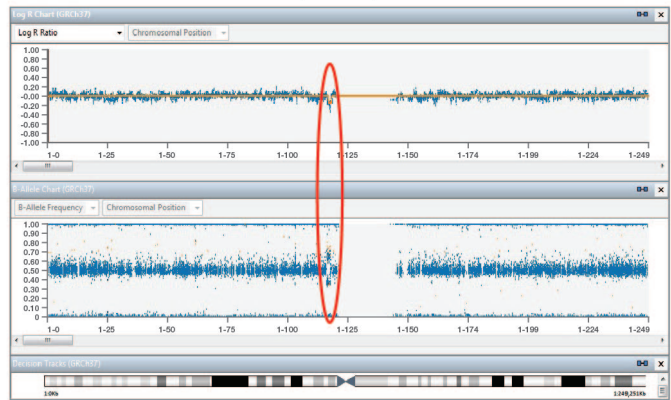 Log R Chart (GRCh37)
Log R Ratio Chromosomal Position
1.00
0.80
0.60
0.40
0.20
-0.00
-0.20
-0.40
-0.60
-0.80
-1.00
1-0 1-25 1-50 1-75 1-100 1-125 1-150 1-174 1-199 1-224 1-249
B-Allele Chart (GRCh37)
B-Allele Frequency Chromosomal Position
1.00
0.90
0.80
0.70
0.60
0.50
0.40
0.30
0.20
0.10
0
1-0 1-25 1-50 1-75 1-100 1-125 1-150 1-174 1-199 1-224 1-249
Decision Tracks (GRCh37)
1:0Kb 1:249,251Kb